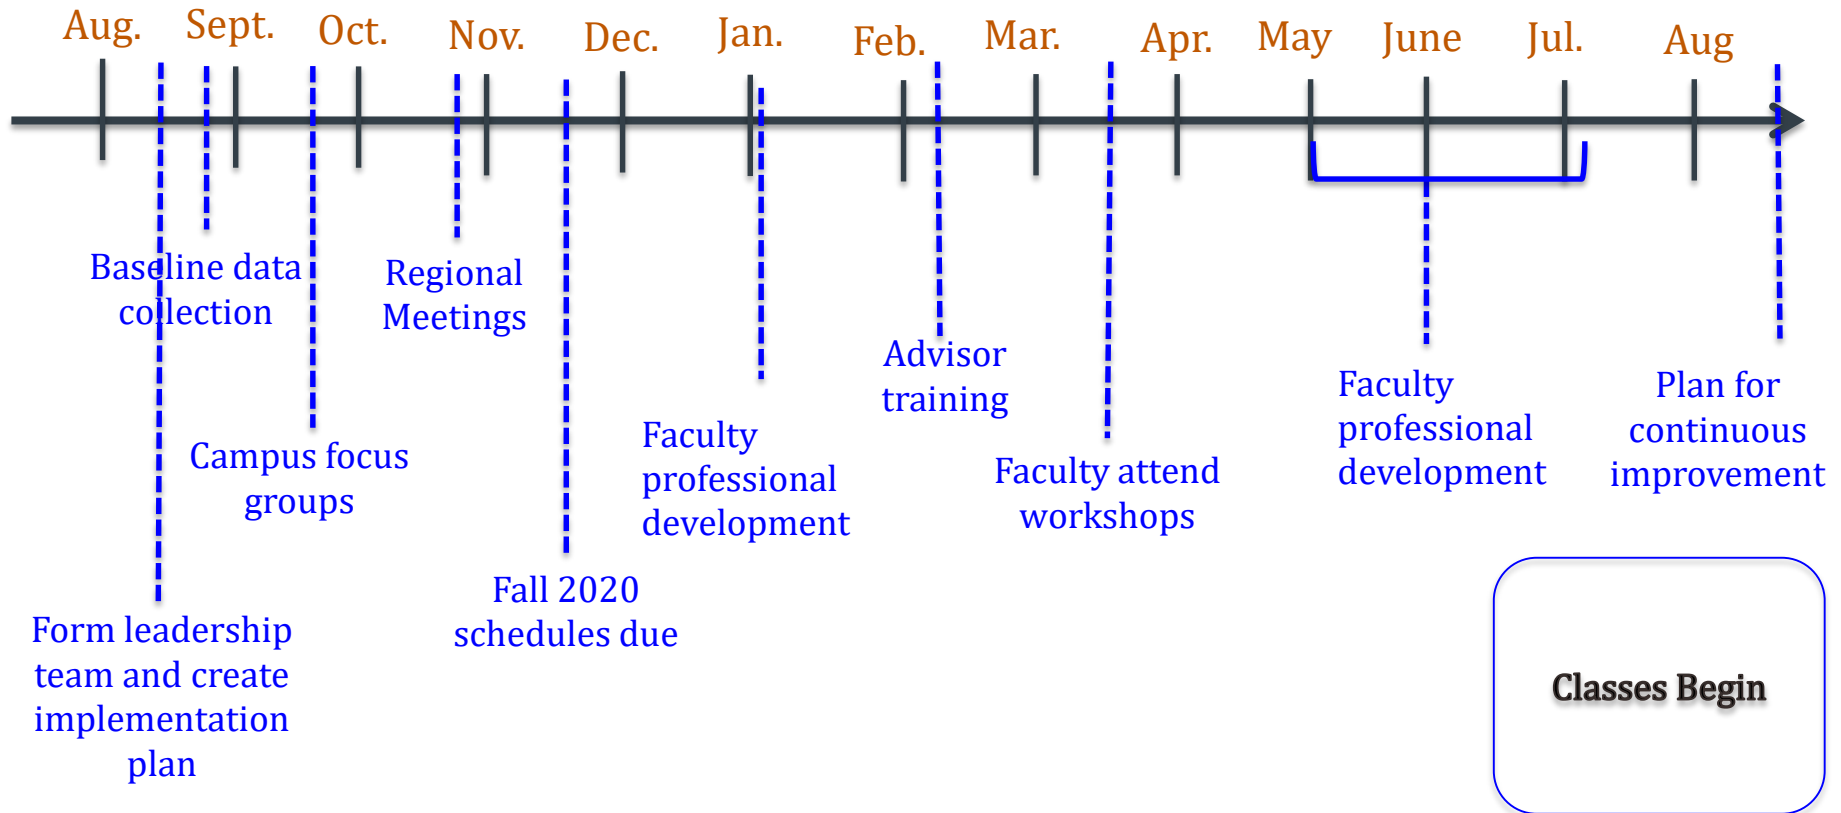 Aug. Sept. Oct. Nov. Dec. Jan. Feb. Mar. Apr. May June Jul. Aug
Baseline data
collection
Regional
Meetings
Advisor
training
Faculty
professional
development
Plan for
continuous
improvement
Campus focus
groups
Faculty
professional
development
Faculty attend
workshops
Fall 2020
schedules due
Form leadership
team and create
implementation
plan
Classes Begin